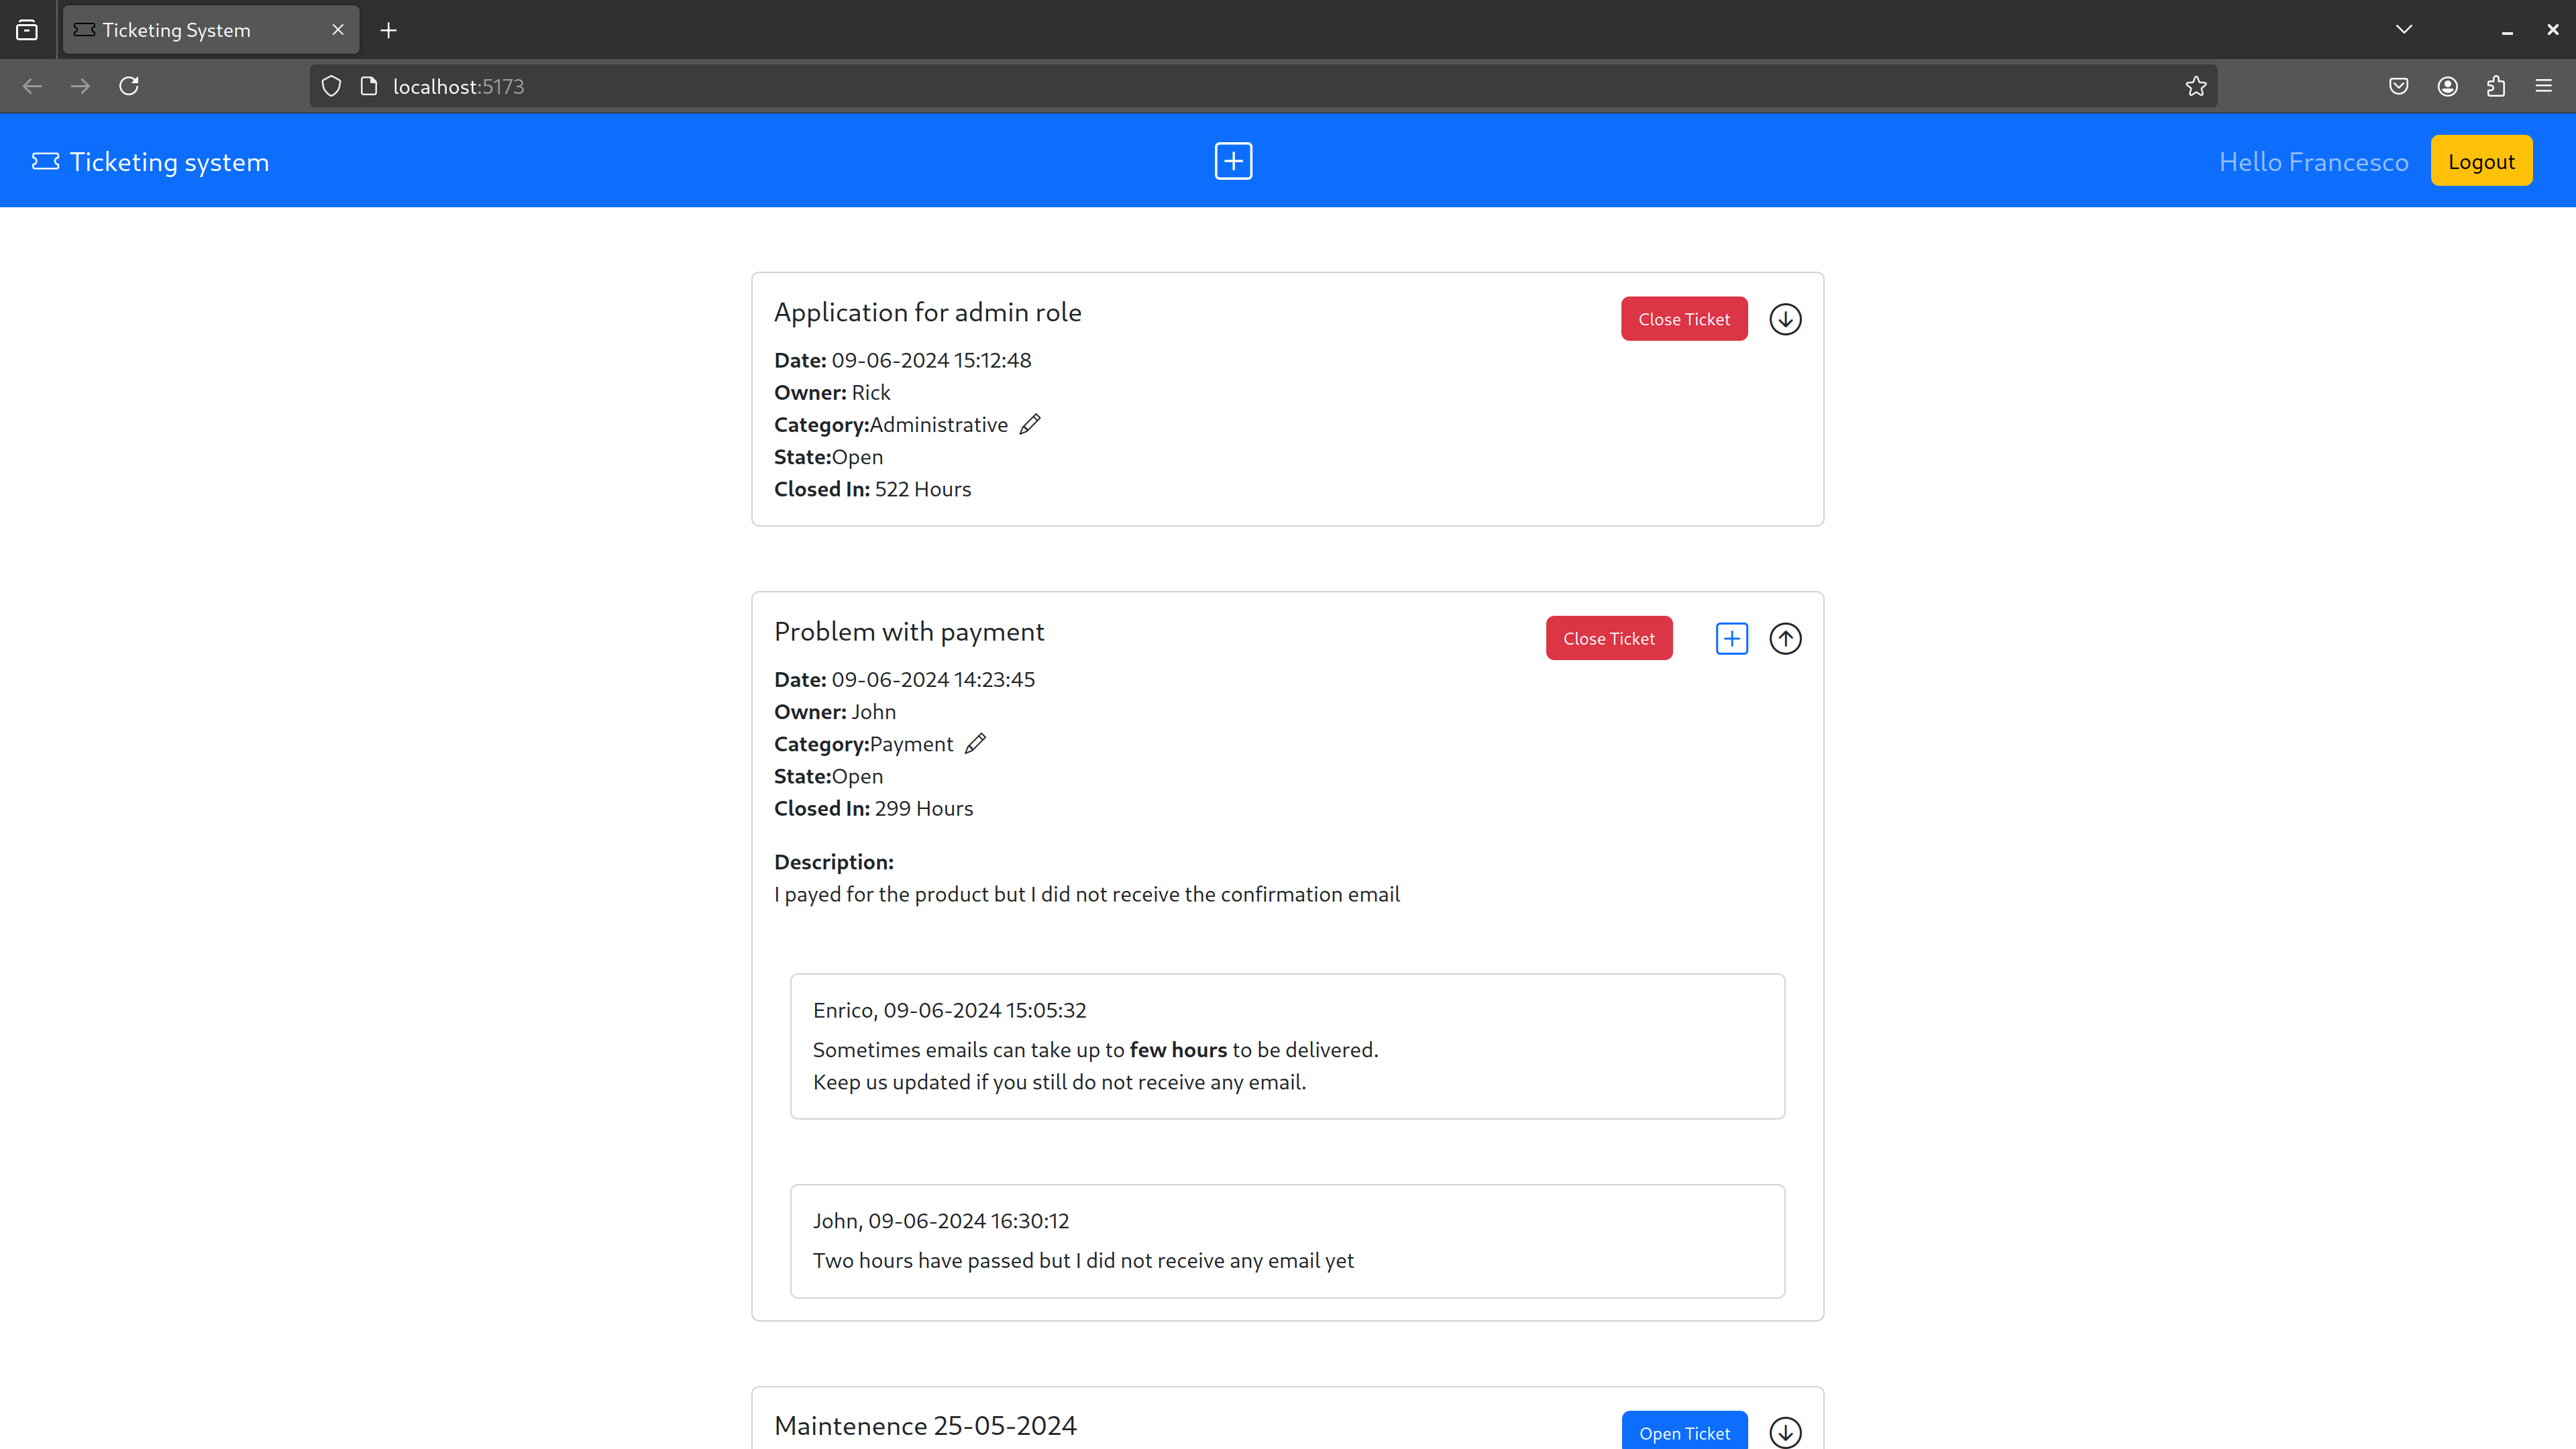 Ticketing System
localhost:5173
Ticketing system
Hello Francesco
Logout
Application for admin role
Close Ticket
Date: 09-06-2024 15:12:48
Owner: Rick
Category:Administrative
State:Open
Closed In: 522 Hours
Problem with payment
Close Ticket
Date: 09-06-2024 14:23:45
Owner: John
Category:Payment
State:Open
Closed In: 299 Hours
Description:
I payed for the product but I did not receive the confirmation email
Enrico, 09-06-2024 15:05:32
Sometimes emails can take up to few hours to be delivered.
Keep us updated if you still do not receive any email.
John, 09-06-2024 16:30:12
Two hours have passed but I did not receive any email yet
Maintenence 25-05-2024
Open Ticket